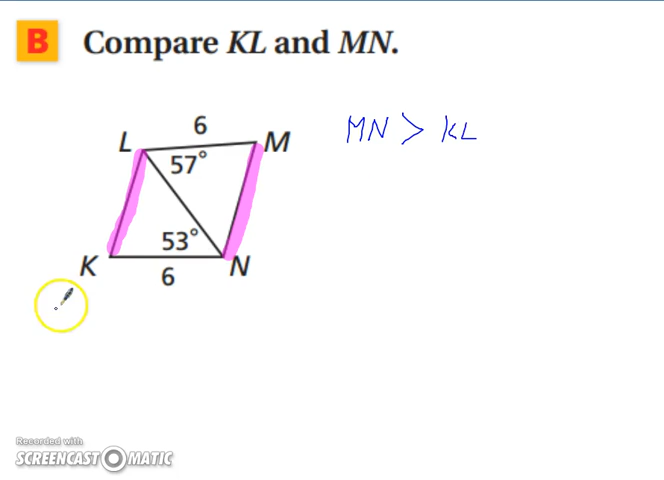 B Compare KL and MN.
6
L
M
MN > KL
57°
53°
K
N
6
Recorded with
SCREENCAST O MATIC